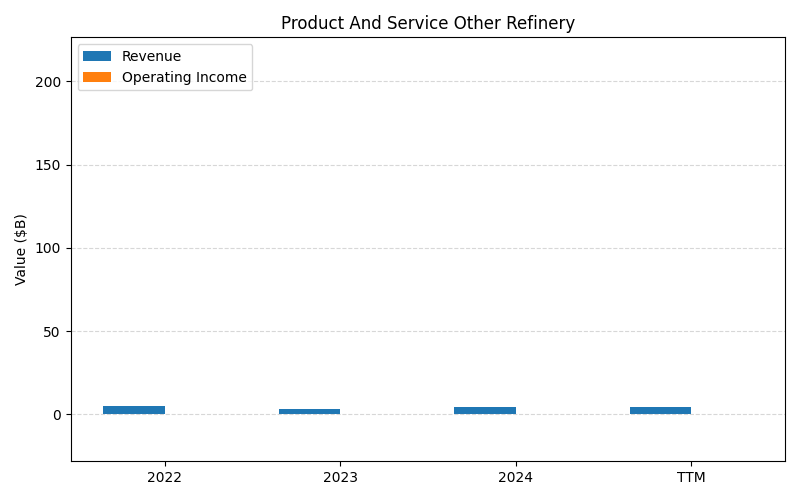 Product And Service Other Refinery
Revenue
Operating Income
Value ($B)
200
150
100
50
0
2022
2023
2024
TTM